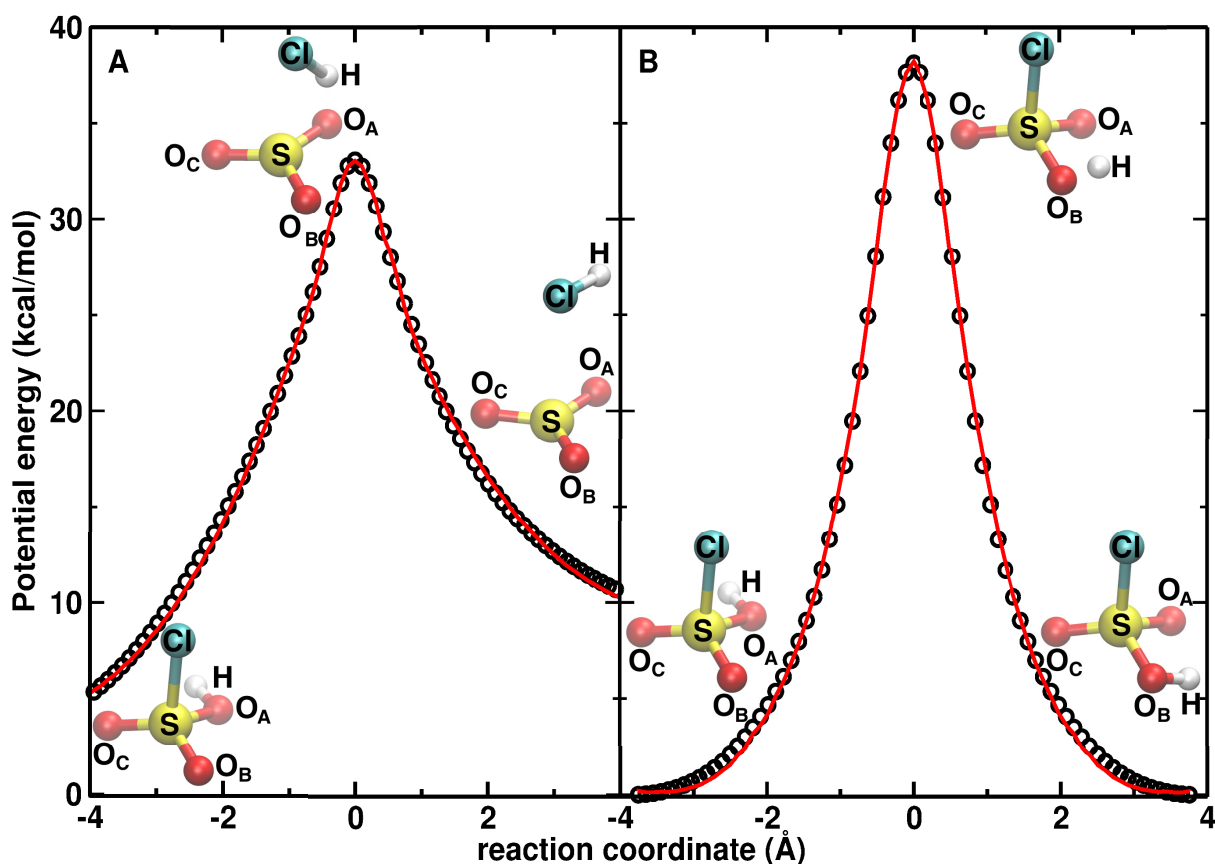 40
30
20
10
0
Potential energy (kcal/mol)
A
Cl
H
O_A
O_C
S
O_B
H
Cl
O_A
O_C
S
O_B
Cl
H
S
O_A
O_C
O_B
-4
-2
0
2
B
Cl
O_C
S
O_A
H
O_B
Cl
H
S
O_C
O_A
O_B
Cl
O_A
S
O_C
O_B
H
-4
-2
0
2
4
reaction coordinate (Å)